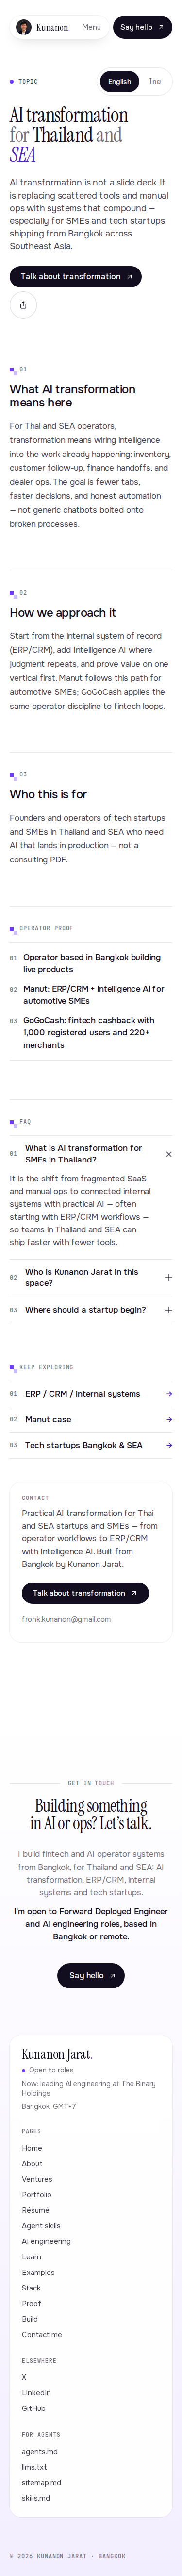 Kunanon.
Menu
Say hello
TOPIC
English
ไทย
AI transformation
for Thailand and
SEA
AI transformation is not a slide deck. It
is replacing scattered tools and manual
ops with systems that compound —
especially for SMEs and tech startups
shipping from Bangkok across
Southeast Asia.
Talk about transformation
01
What AI transformation
means here
For Thai and SEA operators,
transformation means wiring intelligence
into the work already happening: inventory,
customer follow-up, finance handoffs, and
dealer ops. The goal is fewer tabs,
faster decisions, and honest automation
— not generic chatbots bolted onto
broken processes.
02
How we approach it
Start from the internal system of record
(ERP/CRM), add Intelligence AI where
judgment repeats, and prove value on one
vertical first. Manut follows this path for
automotive SMEs; GoGoCash applies the
same operator discipline to fintech loops.
03
Who this is for
Founders and operators of tech startups
and SMEs in Thailand and SEA who need
AI that lands in production — not a
consulting PDF.
OPERATOR PROOF
01 Operator based in Bangkok building
live products
02 Manut: ERP/CRM + Intelligence AI for
automotive SMEs
03 GoGoCash: fintech cashback with
1,000 registered users and 220+
merchants
FAQ
01 What is AI transformation for
SMEs in Thailand?
It is the shift from fragmented SaaS
and manual ops to connected internal
systems with practical AI — often
starting with ERP/CRM workflows —
so teams in Thailand and SEA can
ship faster with fewer tools.
02 Who is Kunanon Jarat in this
space?
03 Where should a startup begin?
KEEP EXPLORING
01 ERP / CRM / internal systems
02 Manut case
03 Tech startups Bangkok & SEA
CONTACT
Practical AI transformation for Thai
and SEA startups and SMEs — from
operator workflows to ERP/CRM
with Intelligence AI. Built from
Bangkok by Kunanon Jarat.
Talk about transformation
fronk.kunanon@gmail.com
GET IN TOUCH
Building something
in AI or ops? Let's talk.
I build fintech and AI operator systems
from Bangkok, for Thailand and SEA: AI
transformation, ERP/CRM, internal
systems and tech startups.
I'm open to Forward Deployed Engineer
and AI engineering roles, based in
Bangkok or remote.
Say hello
Kunanon Jarat.
Open to roles
Now: leading AI engineering at The Binary
Holdings
Bangkok, GMT+7
PAGES
Home
About
Ventures
Portfolio
Résumé
Agent skills
AI engineering
Learn
Examples
Stack
Proof
Build
Contact me
ELSEWHERE
X
LinkedIn
GitHub
FOR AGENTS
agents.md
llms.txt
sitemap.md
skills.md
© 2026 KUNANON JARAT · BANGKOK